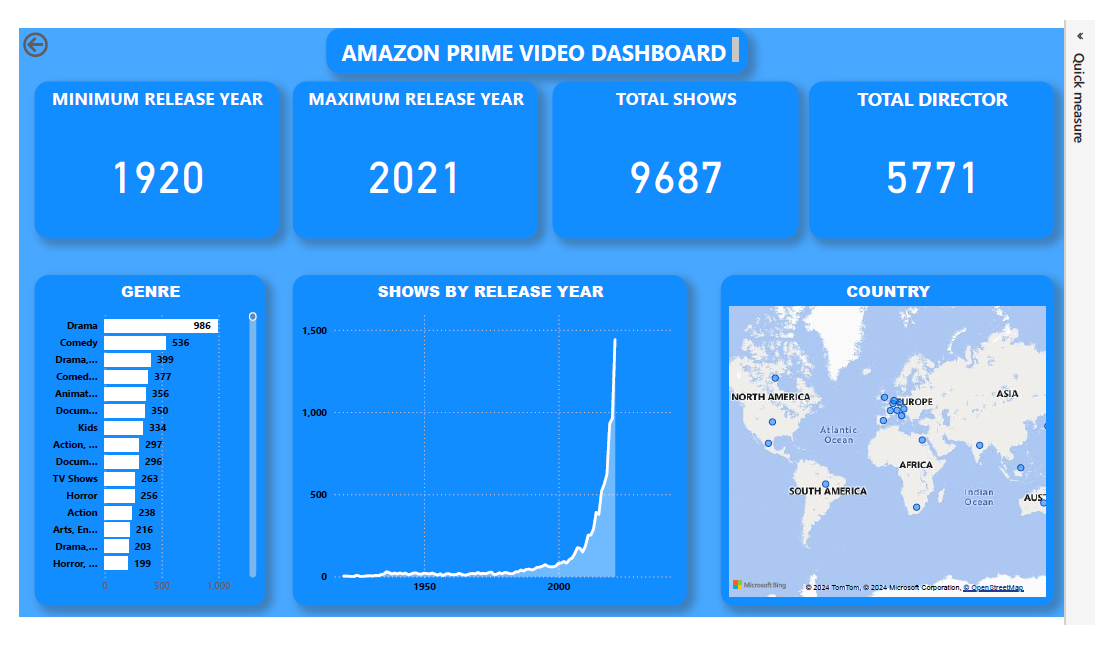 AMAZON PRIME VIDEO DASHBOARD
«
Quick measure
MINIMUM RELEASE YEAR
1920
MAXIMUM RELEASE YEAR
2021
TOTAL SHOWS
9687
TOTAL DIRECTOR
5771
GENRE
Drama 986
Comedy 536
Drama,... 399
Comed... 377
Animat... 356
Docum... 350
Kids 334
Action, ... 297
Docum... 296
TV Shows 263
Horror 256
Action 238
Arts, En... 216
Drama,... 203
Horror, ... 199
0 500 1,000
SHOWS BY RELEASE YEAR
1,500
1,000
500
0
1950 2000
COUNTRY
NORTH AMERICA
EUROPE
ASIA
Atlantic
Ocean
AFRICA
SOUTH AMERICA
Indian
Ocean
AUST
Microsoft Bing
© 2024 TomTom, © 2024 Microsoft Corporation, © OpenStreetMap